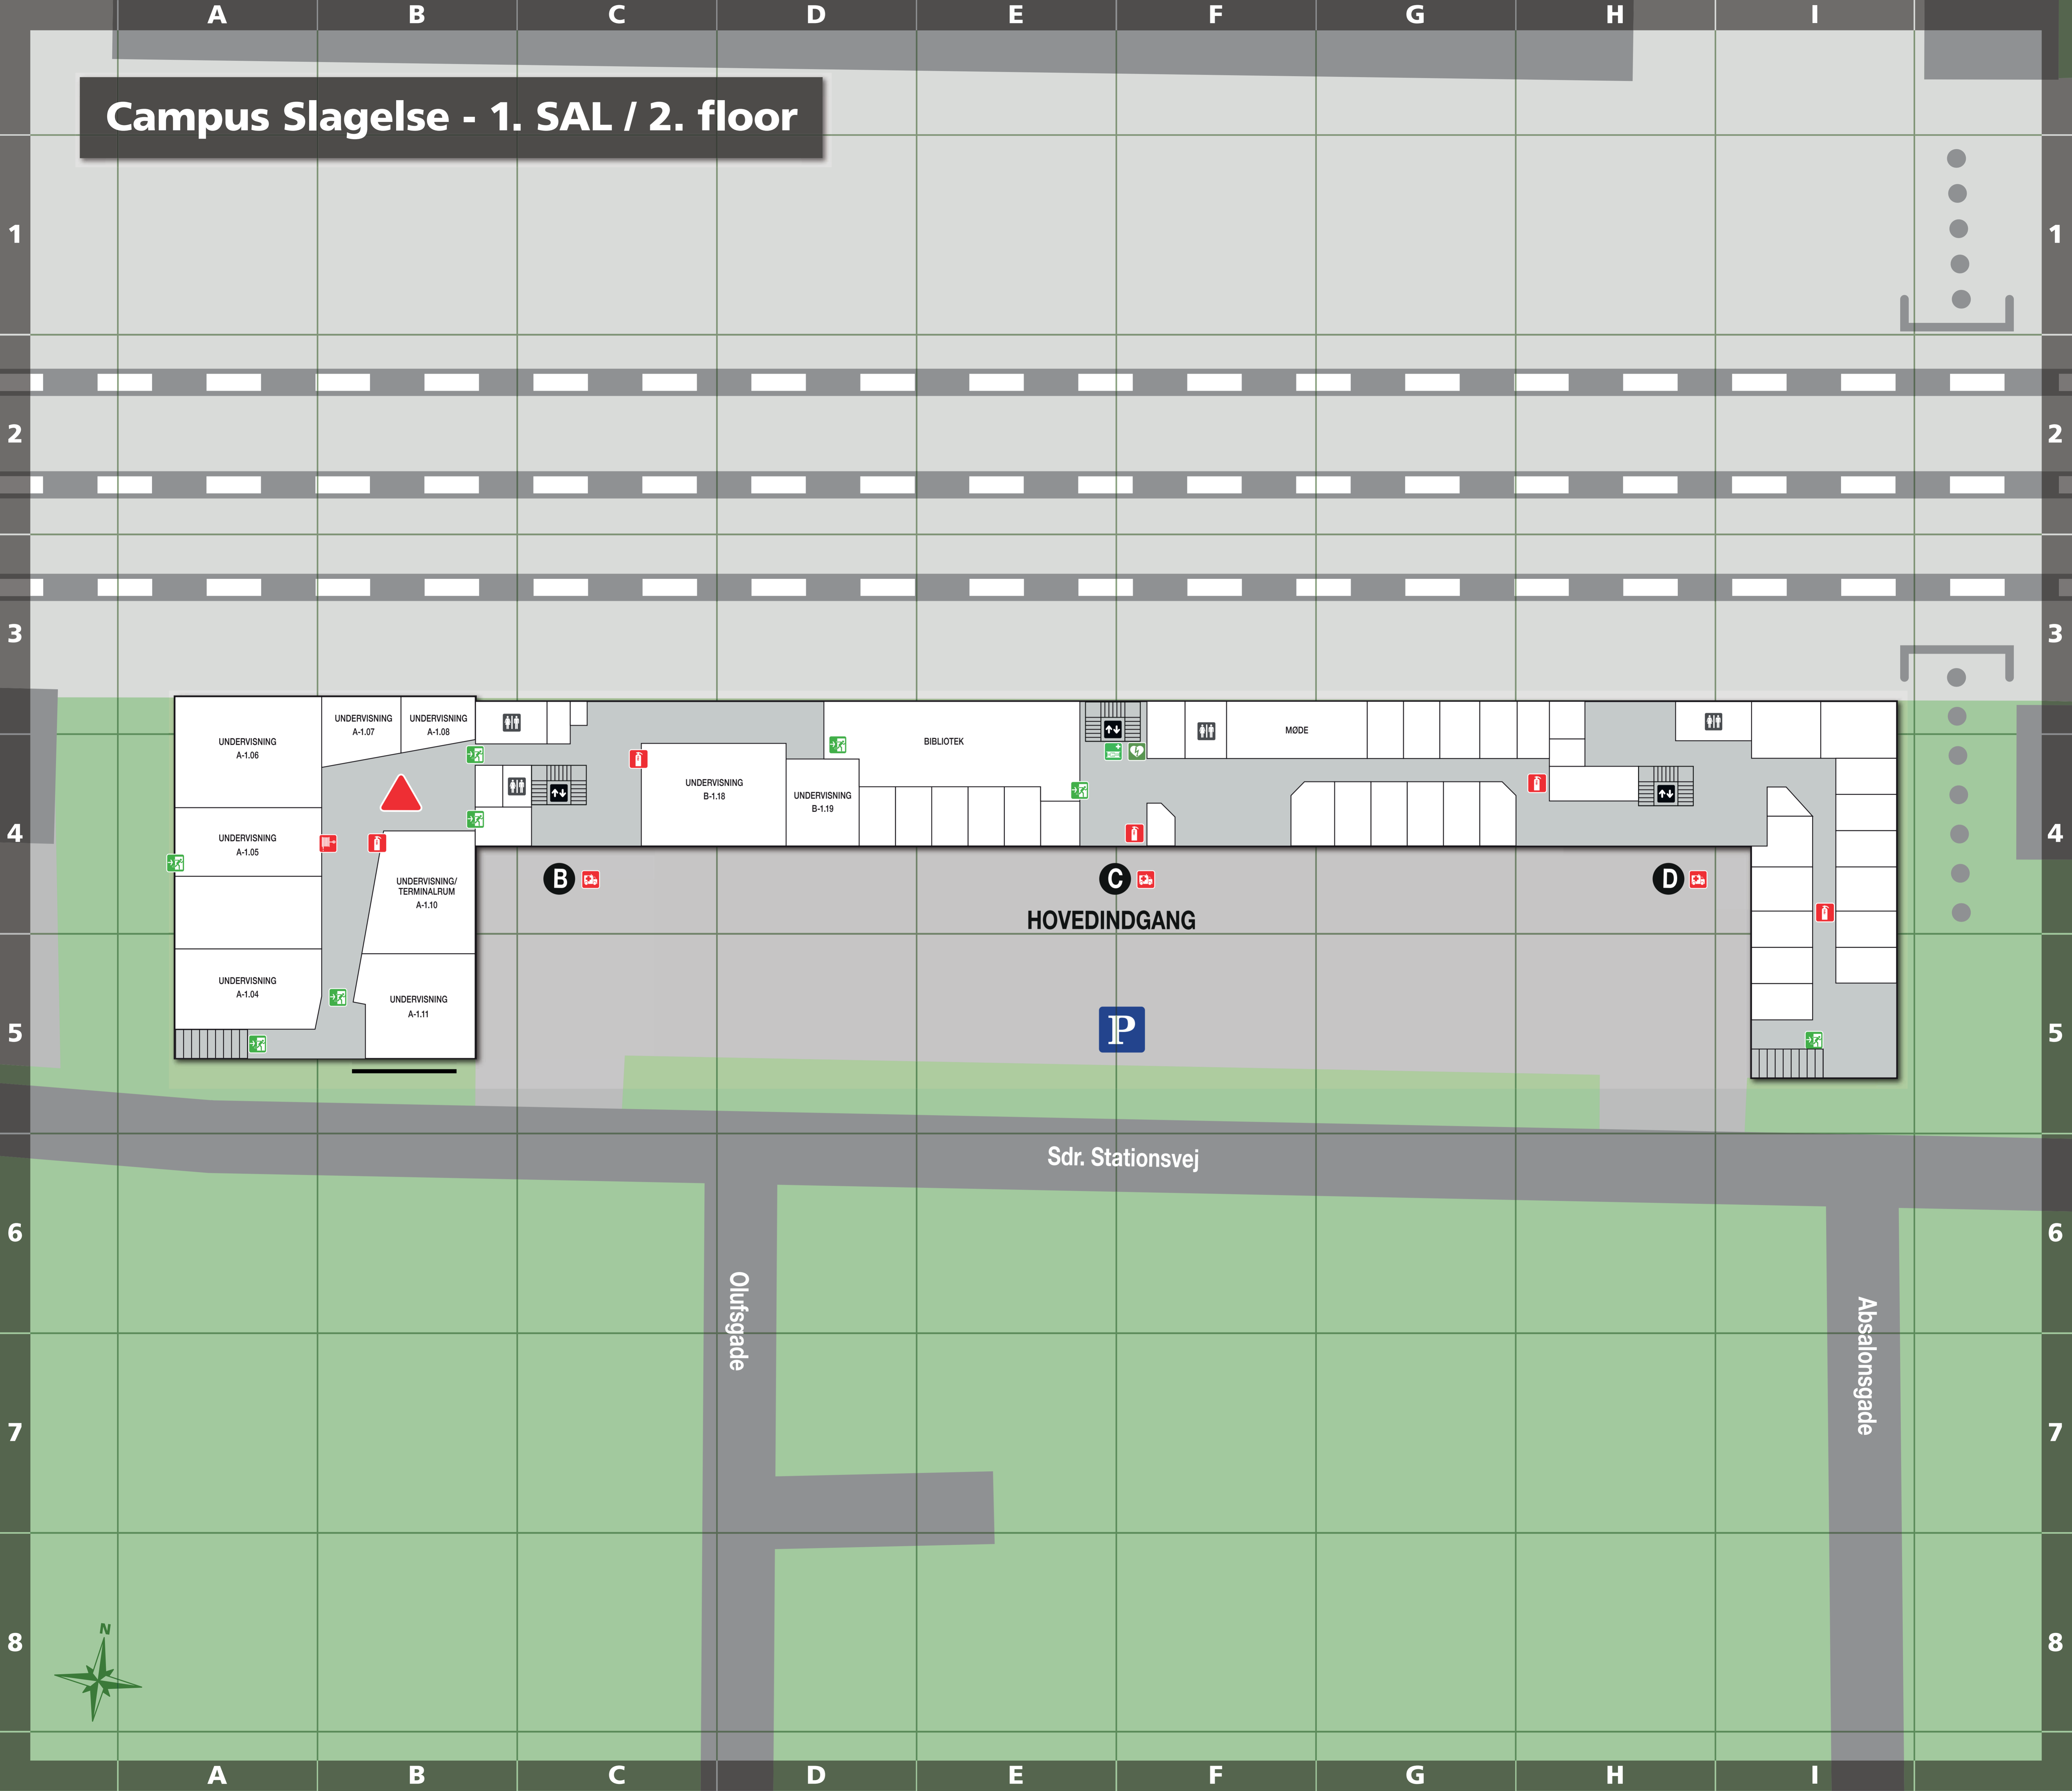 A B C D E F G H I
Campus Slagelse - 1. SAL / 2. floor
1 1
2 2
3 3
UNDERVISNING
A-1.06
UNDERVISNING
A-1.07
UNDERVISNING
A-1.08
BIBLIOTEK
MØDE
UNDERVISNING
B-1.18
UNDERVISNING
B-1.19
4 4
UNDERVISNING
A-1.05
UNDERVISNING/
TERMINALRUM
A-1.10
B
C
D
HOVEDINDGANG
UNDERVISNING
A-1.04
UNDERVISNING
A-1.11
P
5 5
Sdr. Stationsvej
6 6
Olufsgade
Absalonsgade
7 7
N
8 8
A B C D E F G H I